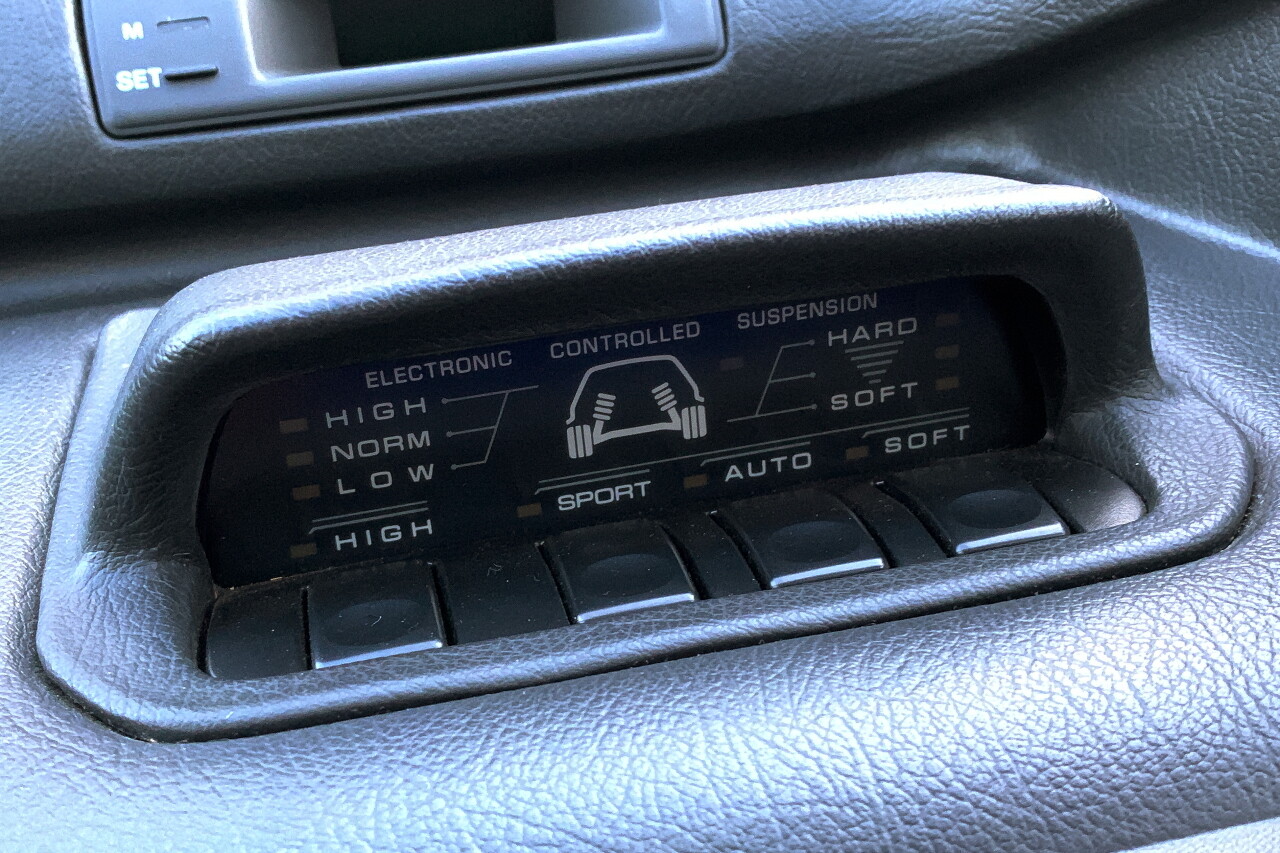 M
SET
ELECTRONIC CONTROLLED SUSPENSION
HIGH
NORM
LOW
HARD
SOFT
HIGH
SPORT
AUTO
SOFT